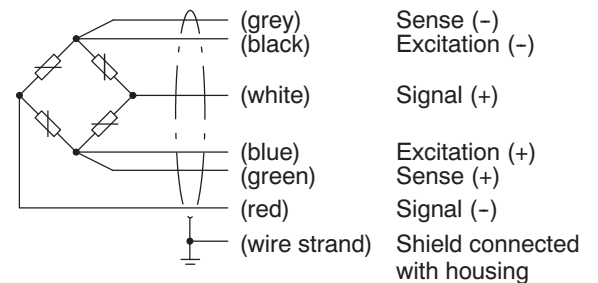 (grey) Sense (-)
(black) Excitation (-)
(white) Signal (+)
(blue) Excitation (+)
(green) Sense (+)
(red) Signal (-)
(wire strand) Shield connected
with housing